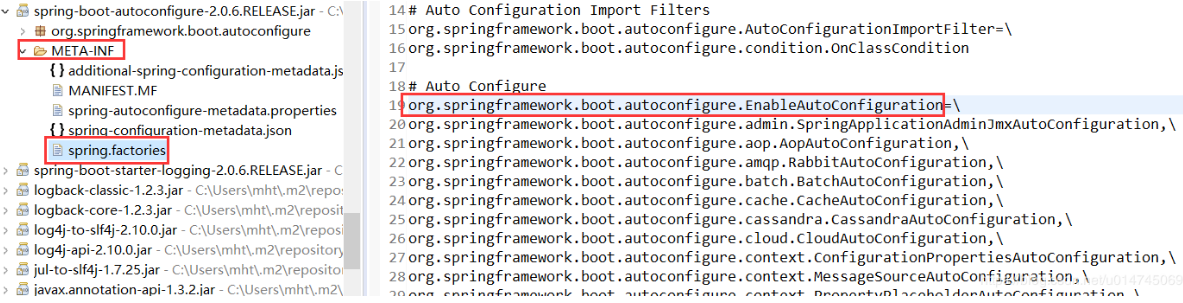 spring-boot-autoconfigure-2.0.6.RELEASE.jar - C:\
org.springframework.boot.autoconfigure
META-INF
additional-spring-configuration-metadata.js
MANIFEST.MF
spring-autoconfigure-metadata.properties
spring-configuration-metadata.json
spring.factories
spring-boot-starter-logging-2.0.6.RELEASE.jar - C:\
logback-classic-1.2.3.jar - C:\Users\mht\.m2\repos
logback-core-1.2.3.jar - C:\Users\mht\.m2\reposito
log4j-to-slf4j-2.10.0.jar - C:\Users\mht\.m2\reposi
log4j-api-2.10.0.jar - C:\Users\mht\.m2\repository
jul-to-slf4j-1.7.25.jar - C:\Users\mht\.m2\reposito
javax.annotation-api-1.3.2.jar - C:\Users\mht\.m2
14 # Auto Configuration Import Filters
15 org.springframework.boot.autoconfigure.AutoConfigurationImportFilter=\
16 org.springframework.boot.autoconfigure.condition.OnClassCondition
17
18 # Auto Configure
19 org.springframework.boot.autoconfigure.EnableAutoConfiguration=\
20 org.springframework.boot.autoconfigure.admin.SpringApplicationAdminJmxAutoConfiguration,\
21 org.springframework.boot.autoconfigure.aop.AopAutoConfiguration,\
22 org.springframework.boot.autoconfigure.amqp.RabbitAutoConfiguration,\
23 org.springframework.boot.autoconfigure.batch.BatchAutoConfiguration,\
24 org.springframework.boot.autoconfigure.cache.CacheAutoConfiguration,\
25 org.springframework.boot.autoconfigure.cassandra.CassandraAutoConfiguration,\
26 org.springframework.boot.autoconfigure.cloud.CloudAutoConfiguration,\
27 org.springframework.boot.autoconfigure.context.ConfigurationPropertiesAutoConfiguration,\
28 org.springframework.boot.autoconfigure.context.MessageSourceAutoConfiguration,\
29 org.springframework.boot.autoconfigure.context.PropertyPlaceholderAutoConfiguration,\